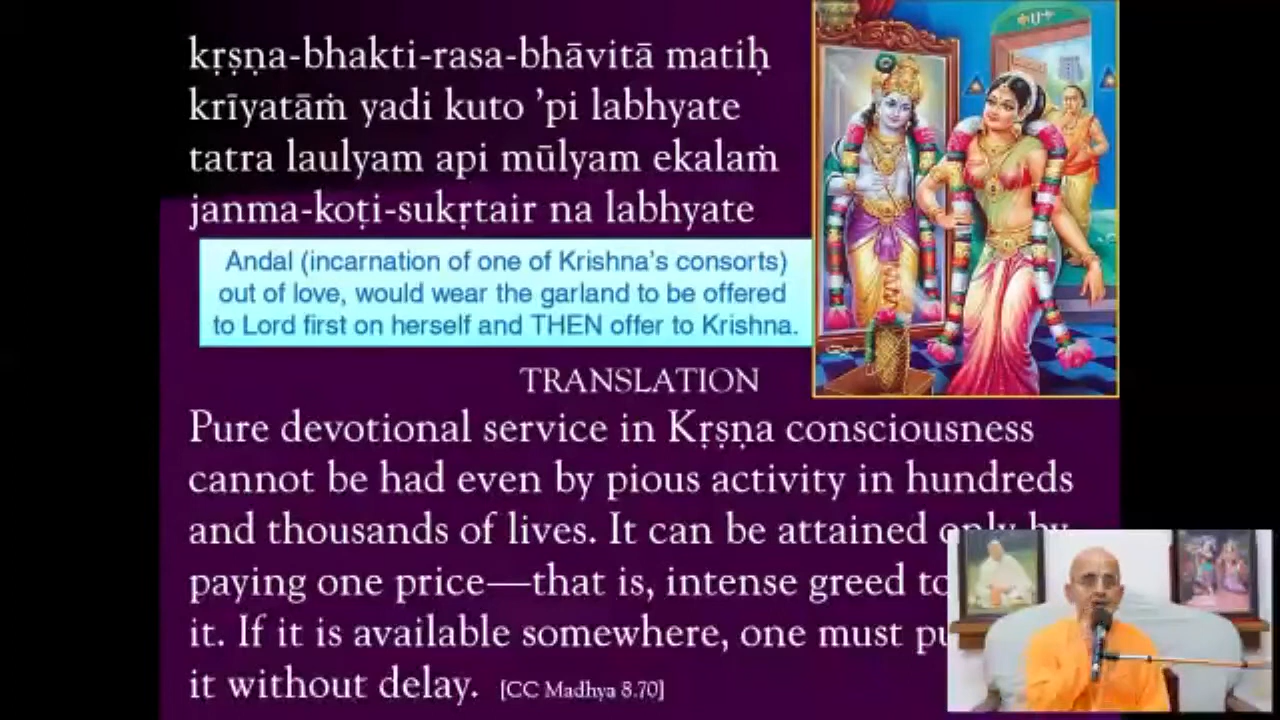 kṛṣṇa-bhakti-rasa-bhāvitā matiḥ
krīyatāṁ yadi kuto ’pi labhyate
tatra laulyam api mūlyam ekalaṁ
janma-koṭi-sukṛtair na labhyate
Andal (incarnation of one of Krishna’s consorts)
out of love, would wear the garland to be offered
to Lord first on herself and THEN offer to Krishna.
TRANSLATION
Pure devotional service in Kṛṣṇa consciousness
cannot be had even by pious activity in hundreds
and thousands of lives. It can be attained only by
paying one price—that is, intense greed to
it. If it is available somewhere, one must
it without delay. [CC Madhya 8.70]